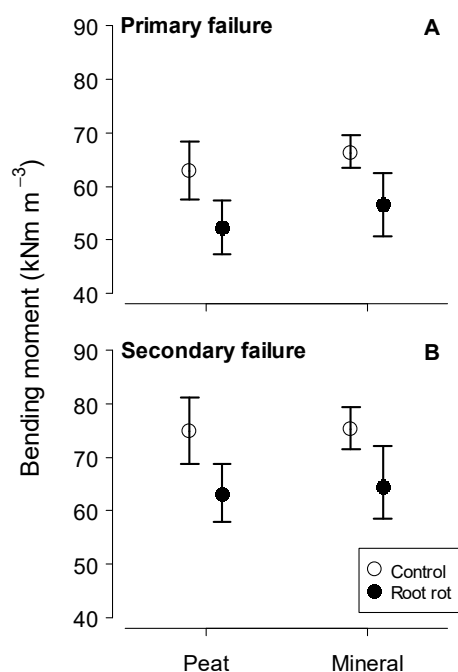 Primary failure A
90
80
70
60
50
40
Bending moment (kNm m −3)
Secondary failure B
90
80
70
60
50
40
Control
Root rot
Peat Mineral